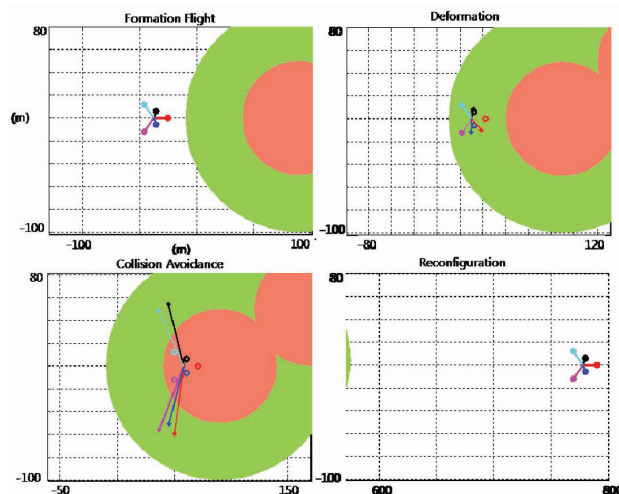 Formation Flight
80
(m)
-100
-100
100
(m)
Deformation
80
-100
-80
120
Collision Avoidance
80
-100
-50
150
Reconfiguration
80
-100
600
800